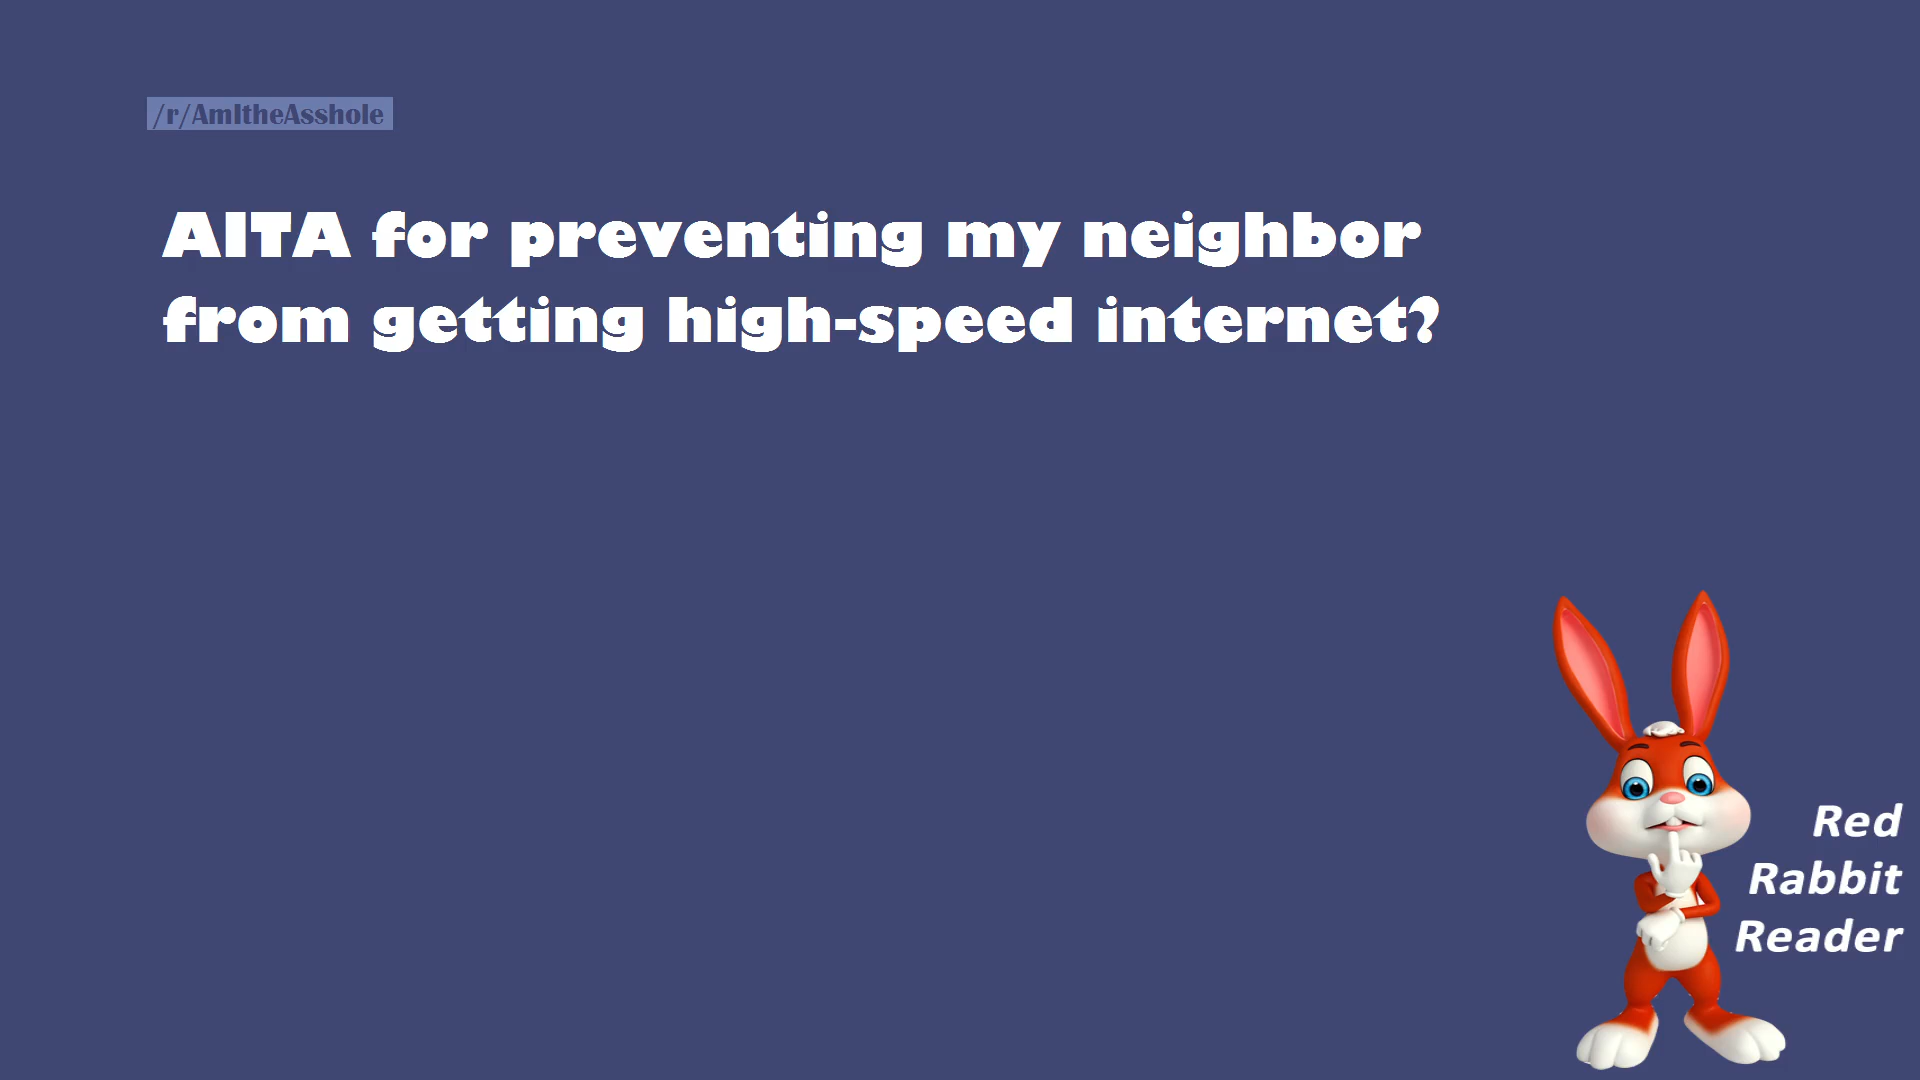 /r/AmItheAsshole
AITA for preventing my neighbor
from getting high-speed internet?
Red
Rabbit
Reader